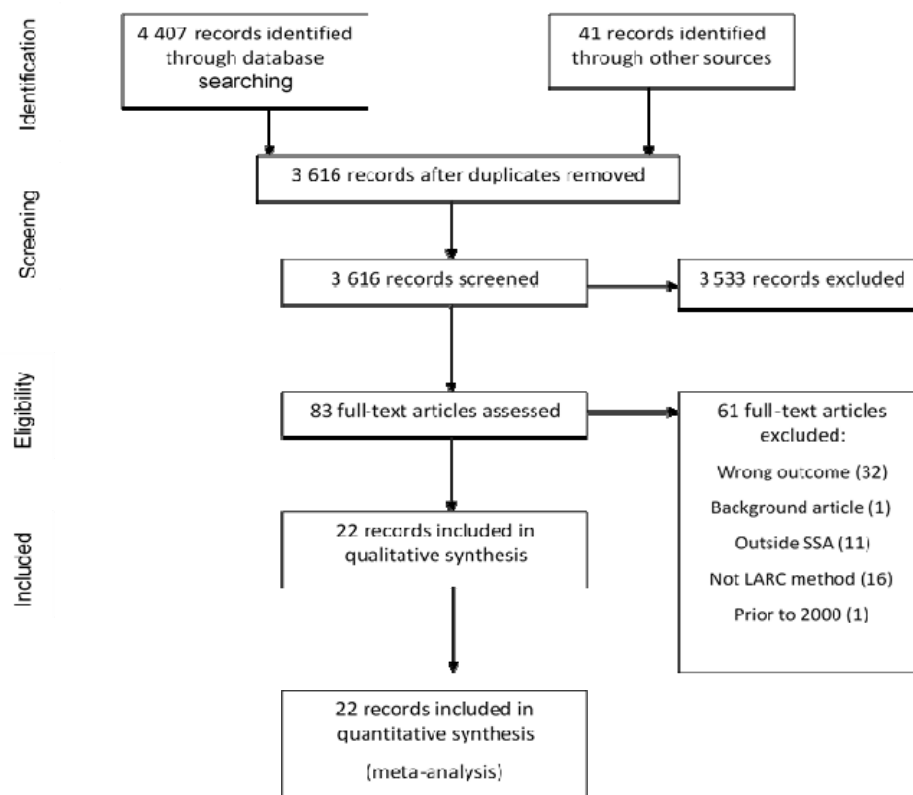 Identification
4 407 records identified
through database
searching
41 records identified
through other sources
Screening
3 616 records after duplicates removed
3 616 records screened
3 533 records excluded
Eligibility
83 full-text articles assessed
61 full-text articles
excluded:
Wrong outcome (32)
Background article (1)
Outside SSA (11)
Not LARC method (16)
Prior to 2000 (1)
Included
22 records included in
qualitative synthesis
22 records included in
quantitative synthesis
(meta-analysis)